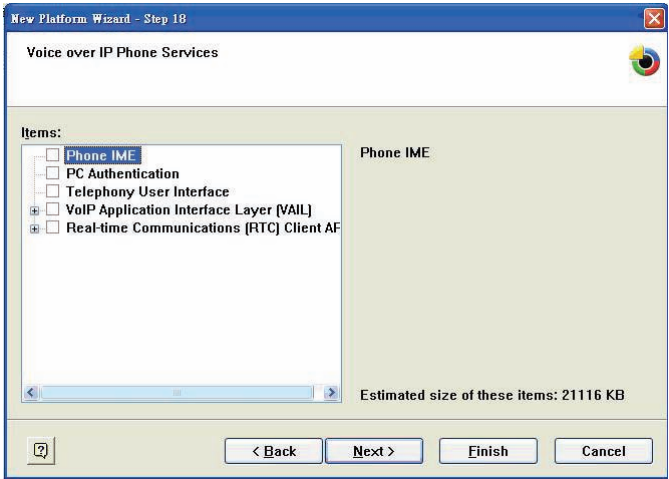 New Platform Wizard - Step 18
Voice over IP Phone Services
Items:
Phone IME
Phone IME
PC Authentication
Telephony User Interface
VoIP Application Interface Layer (VAIL)
Real-time Communications (RTC) Client AF
Estimated size of these items: 21116 KB
< Back
Next >
Finish
Cancel